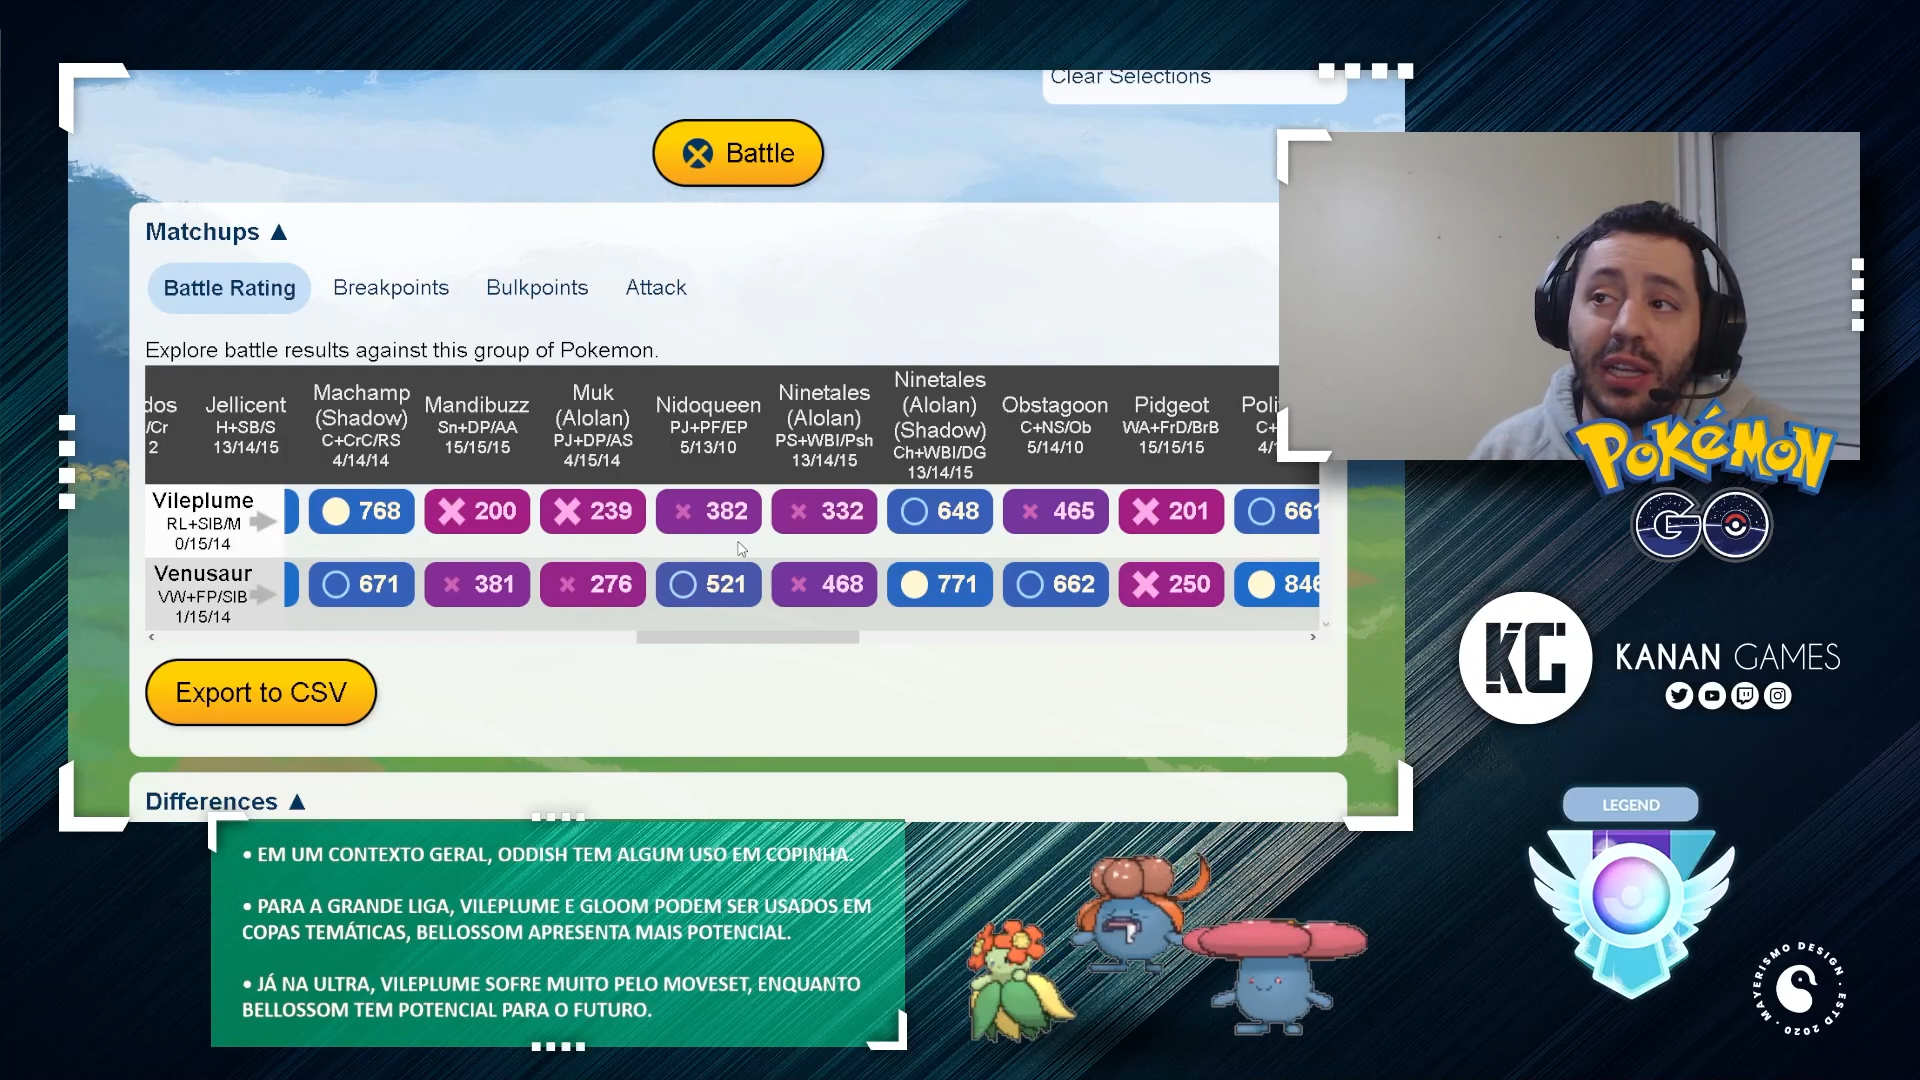 Clear Selections
Battle
Matchups ▲
Battle Rating Breakpoints Bulkpoints Attack
Explore battle results against this group of Pokemon.
dos
/Cr
2
Jellicent
H+SB/S
13/14/15
Machamp
(Shadow)
C+CrC/RS
4/14/14
Mandibuzz
Sn+DP/AA
15/15/15
Muk
(Alolan)
PJ+DP/AS
4/15/14
Nidoqueen
PJ+PF/EP
5/13/10
Ninetales
(Alolan)
PS+WBI/Psh
13/14/15
Ninetales
(Alolan)
(Shadow)
Ch+WBI/DG
13/14/15
Obstagoon
C+NS/Ob
5/14/10
Pidgeot
WA+FrD/BrB
15/15/15
Poli
C+
4/
Vileplume
RL+SIB/M
0/15/14
768 200 239 382 332 648 465 201 661
Venusaur
VW+FP/SIB
1/15/14
671 381 276 521 468 771 662 250 846
Export to CSV
Differences ▲
• EM UM CONTEXTO GERAL, ODDISH TEM ALGUM USO EM COPINHA.
• PARA A GRANDE LIGA, VILEPLUME E GLOOM PODEM SER USADOS EM
COPAS TEMÁTICAS, BELLOSSOM APRESENTA MAIS POTENCIAL.
• JÁ NA ULTRA, VILEPLUME SOFRE MUITO PELO MOVESET, ENQUANTO
BELLOSSOM TEM POTENCIAL PARA O FUTURO.
POKéMON
GO
KG
KANAN GAMES
LEGEND
MAYERISMO DESIGN · ESTD 2020 ·